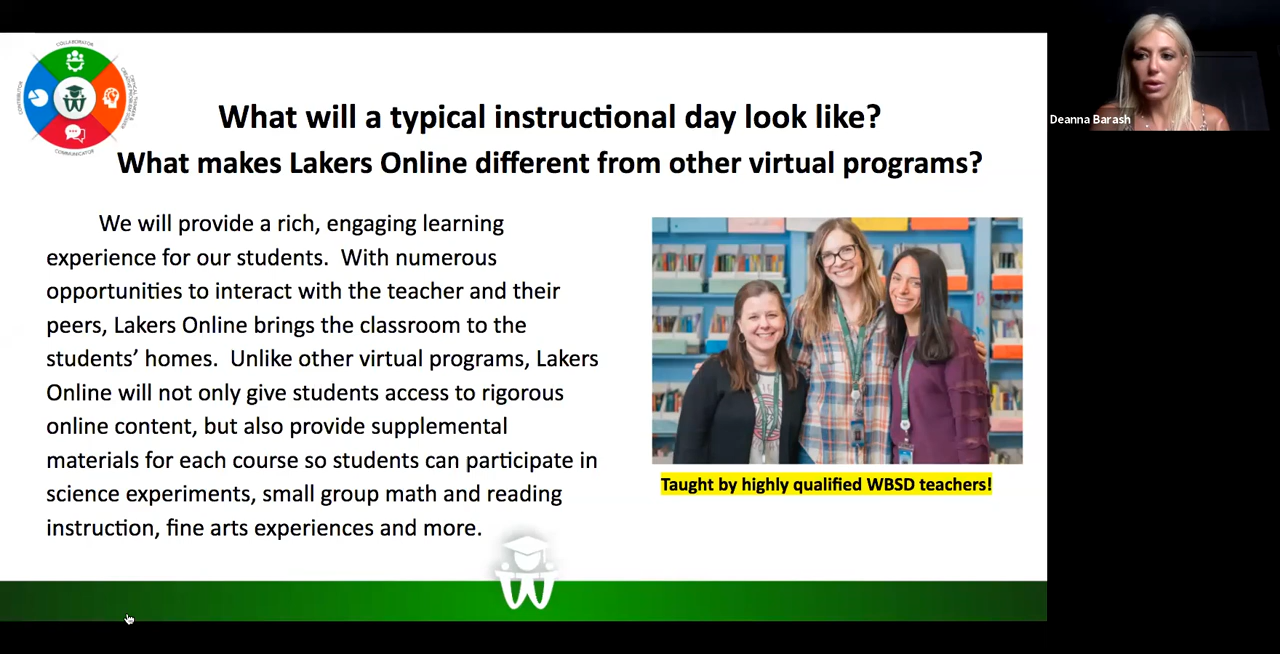 COLLABORATOR
CONTRIBUTOR
COMMUNICATOR
What will a typical instructional day look like?
What makes Lakers Online different from other virtual programs?
We will provide a rich, engaging learning
experience for our students.  With numerous
opportunities to interact with the teacher and their
peers, Lakers Online brings the classroom to the
students’ homes.  Unlike other virtual programs, Lakers
Online will not only give students access to rigorous
online content, but also provide supplemental
materials for each course so students can participate in
science experiments, small group math and reading
instruction, fine arts experiences and more.
Taught by highly qualified WBSD teachers!
Deanna Barash